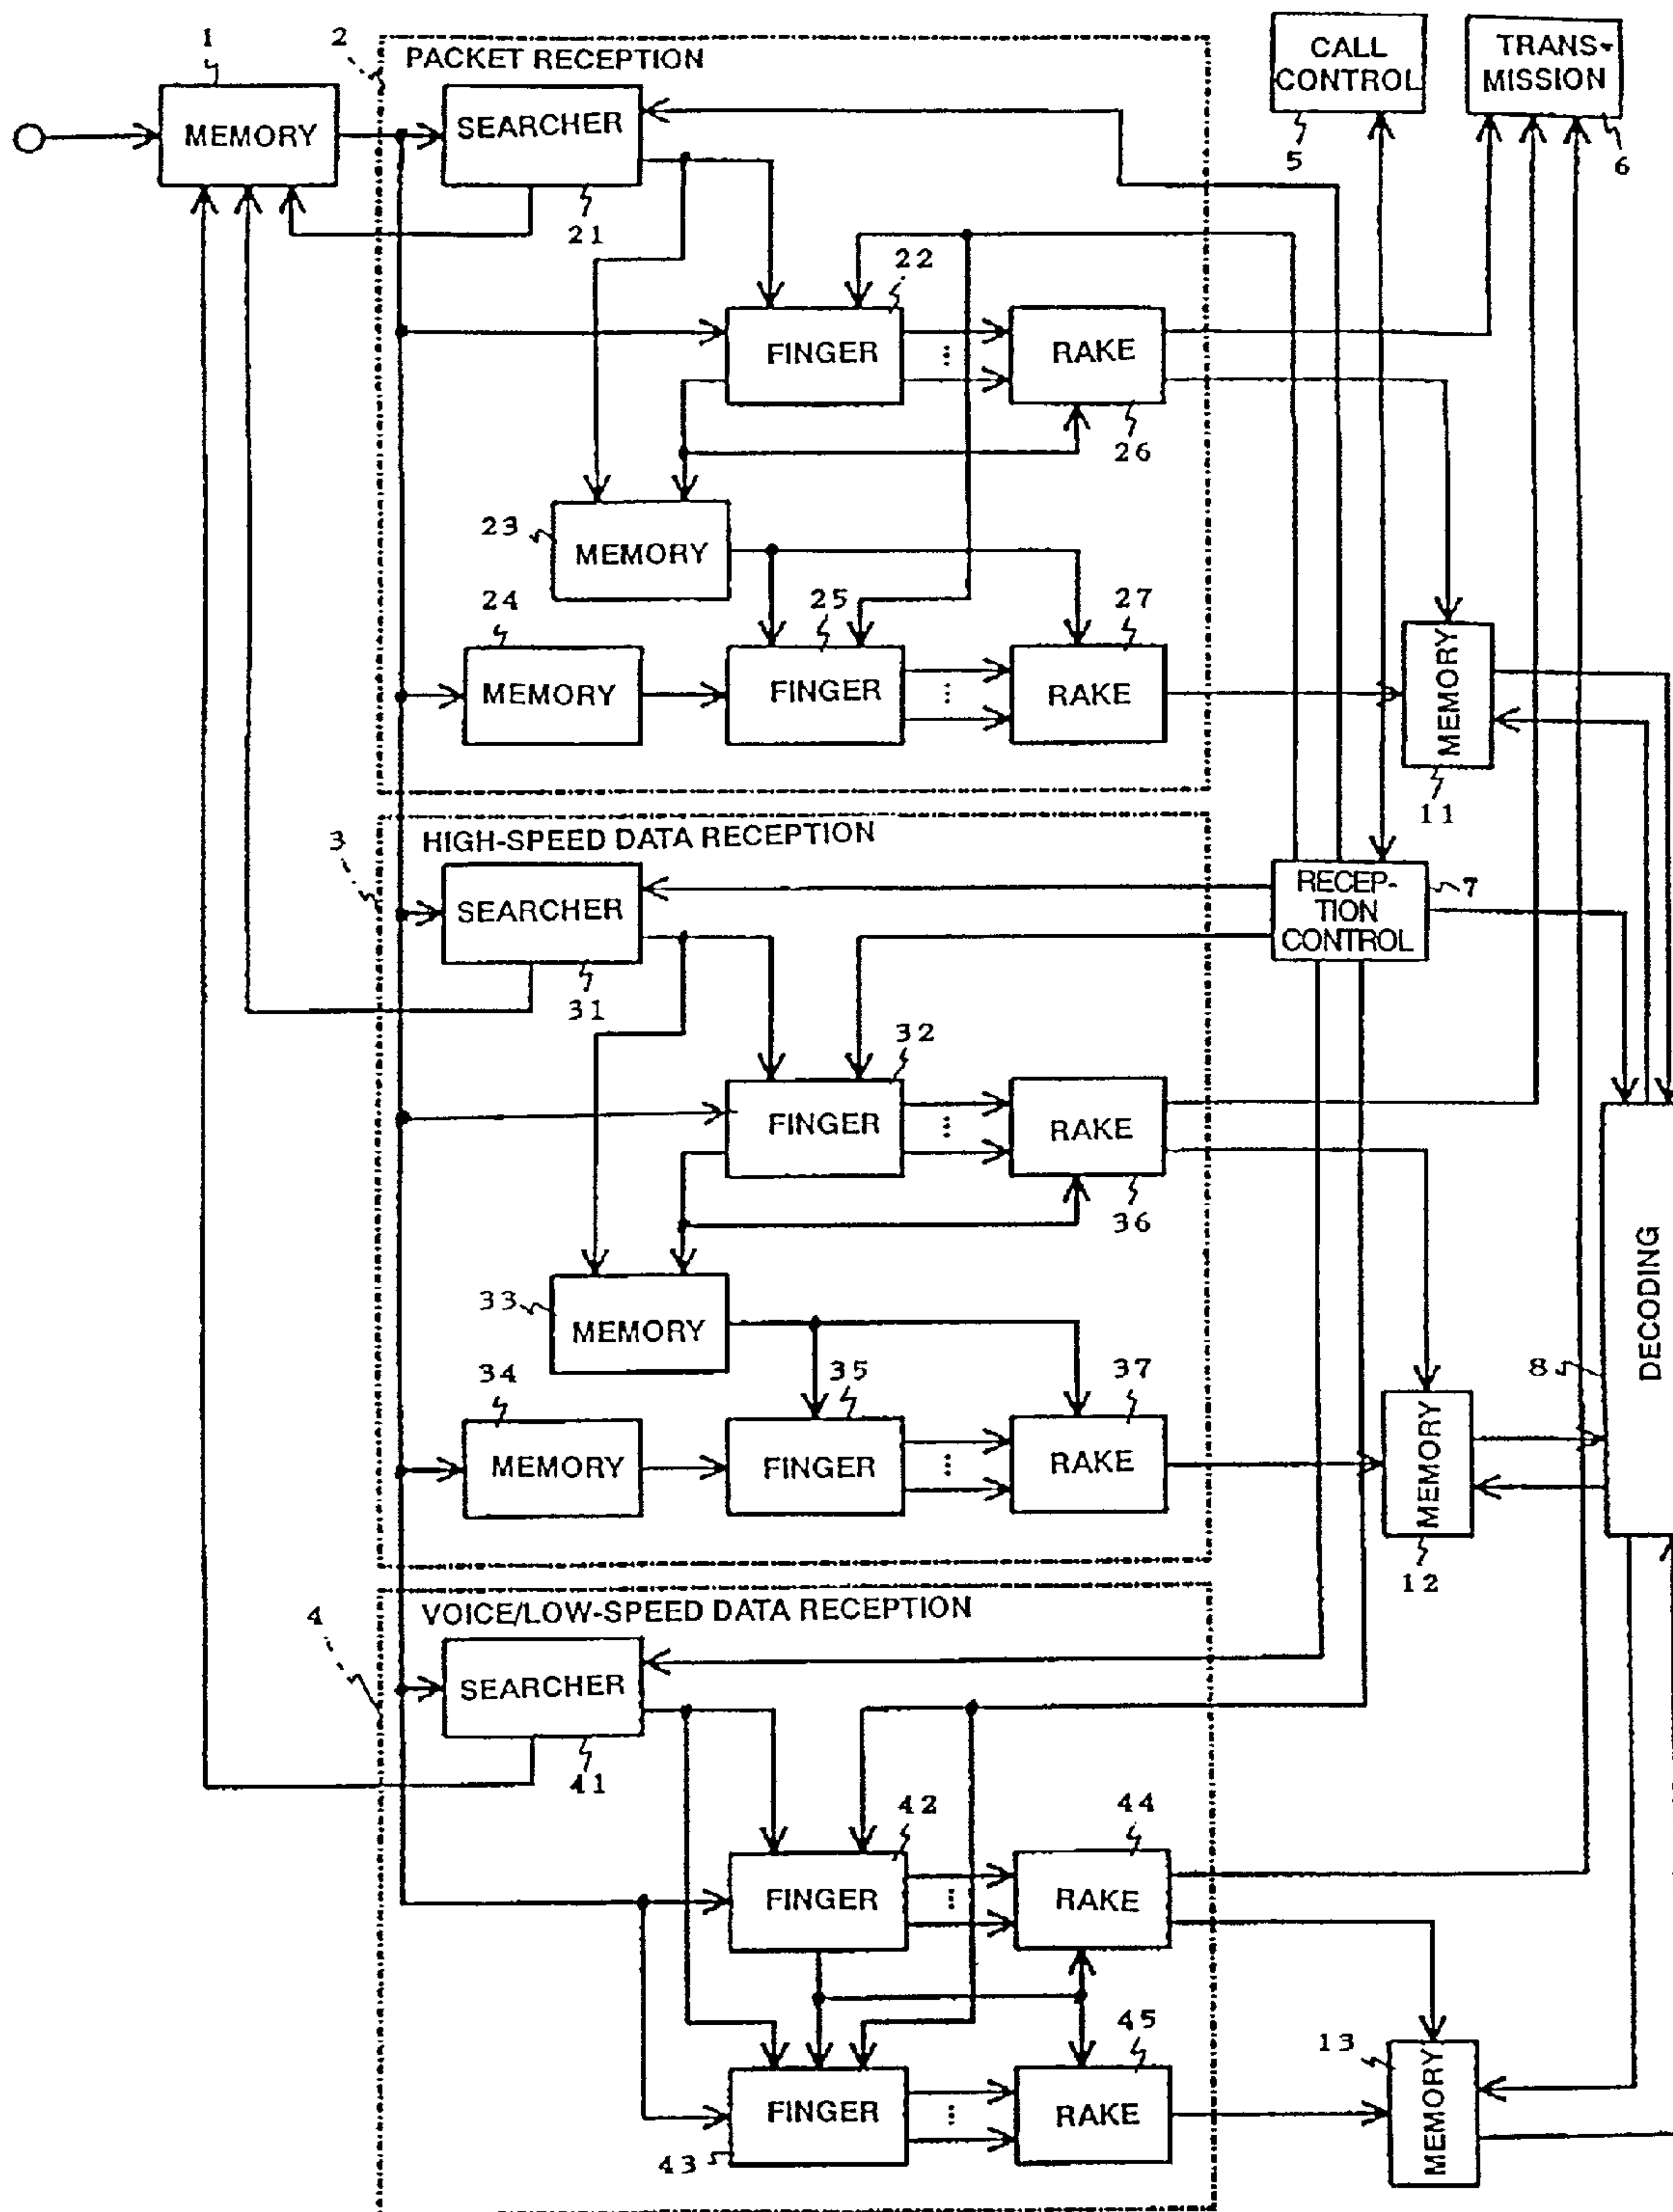 1
2
PACKET RECEPTION
CALL
CONTROL
TRANS-
MISSION
MEMORY
SEARCHER
5
6
21
22
FINGER
RAKE
26
23
MEMORY
24
25
27
MEMORY
FINGER
RAKE
MEMORY
11
3
HIGH-SPEED DATA RECEPTION
SEARCHER
RECEP-
TION
CONTROL
7
31
32
FINGER
RAKE
36
33
MEMORY
DECODING
8
34
35
37
MEMORY
FINGER
RAKE
MEMORY
12
4
VOICE/LOW-SPEED DATA RECEPTION
SEARCHER
41
42
44
FINGER
RAKE
45
13
FINGER
RAKE
MEMORY
43